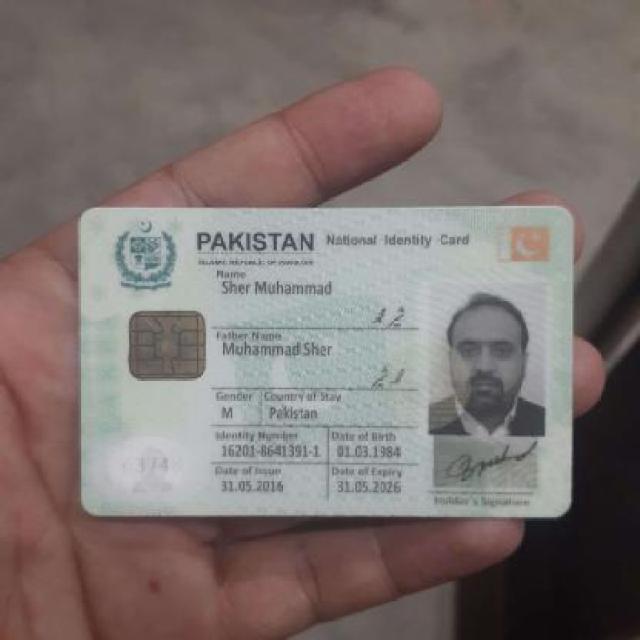 PAKISTAN National Identity Card
ISLAMIC REPUBLIC OF PAKISTAN
Name
Sher Muhammad
Father Name
Muhammad Sher
Gender Country of Stay
M Pakistan
Identity Number Date of Birth
16201-8641391-1 01.03.1984
Date of Issue Date of Expiry
31.05.2016 31.05.2026
Holder's Signature